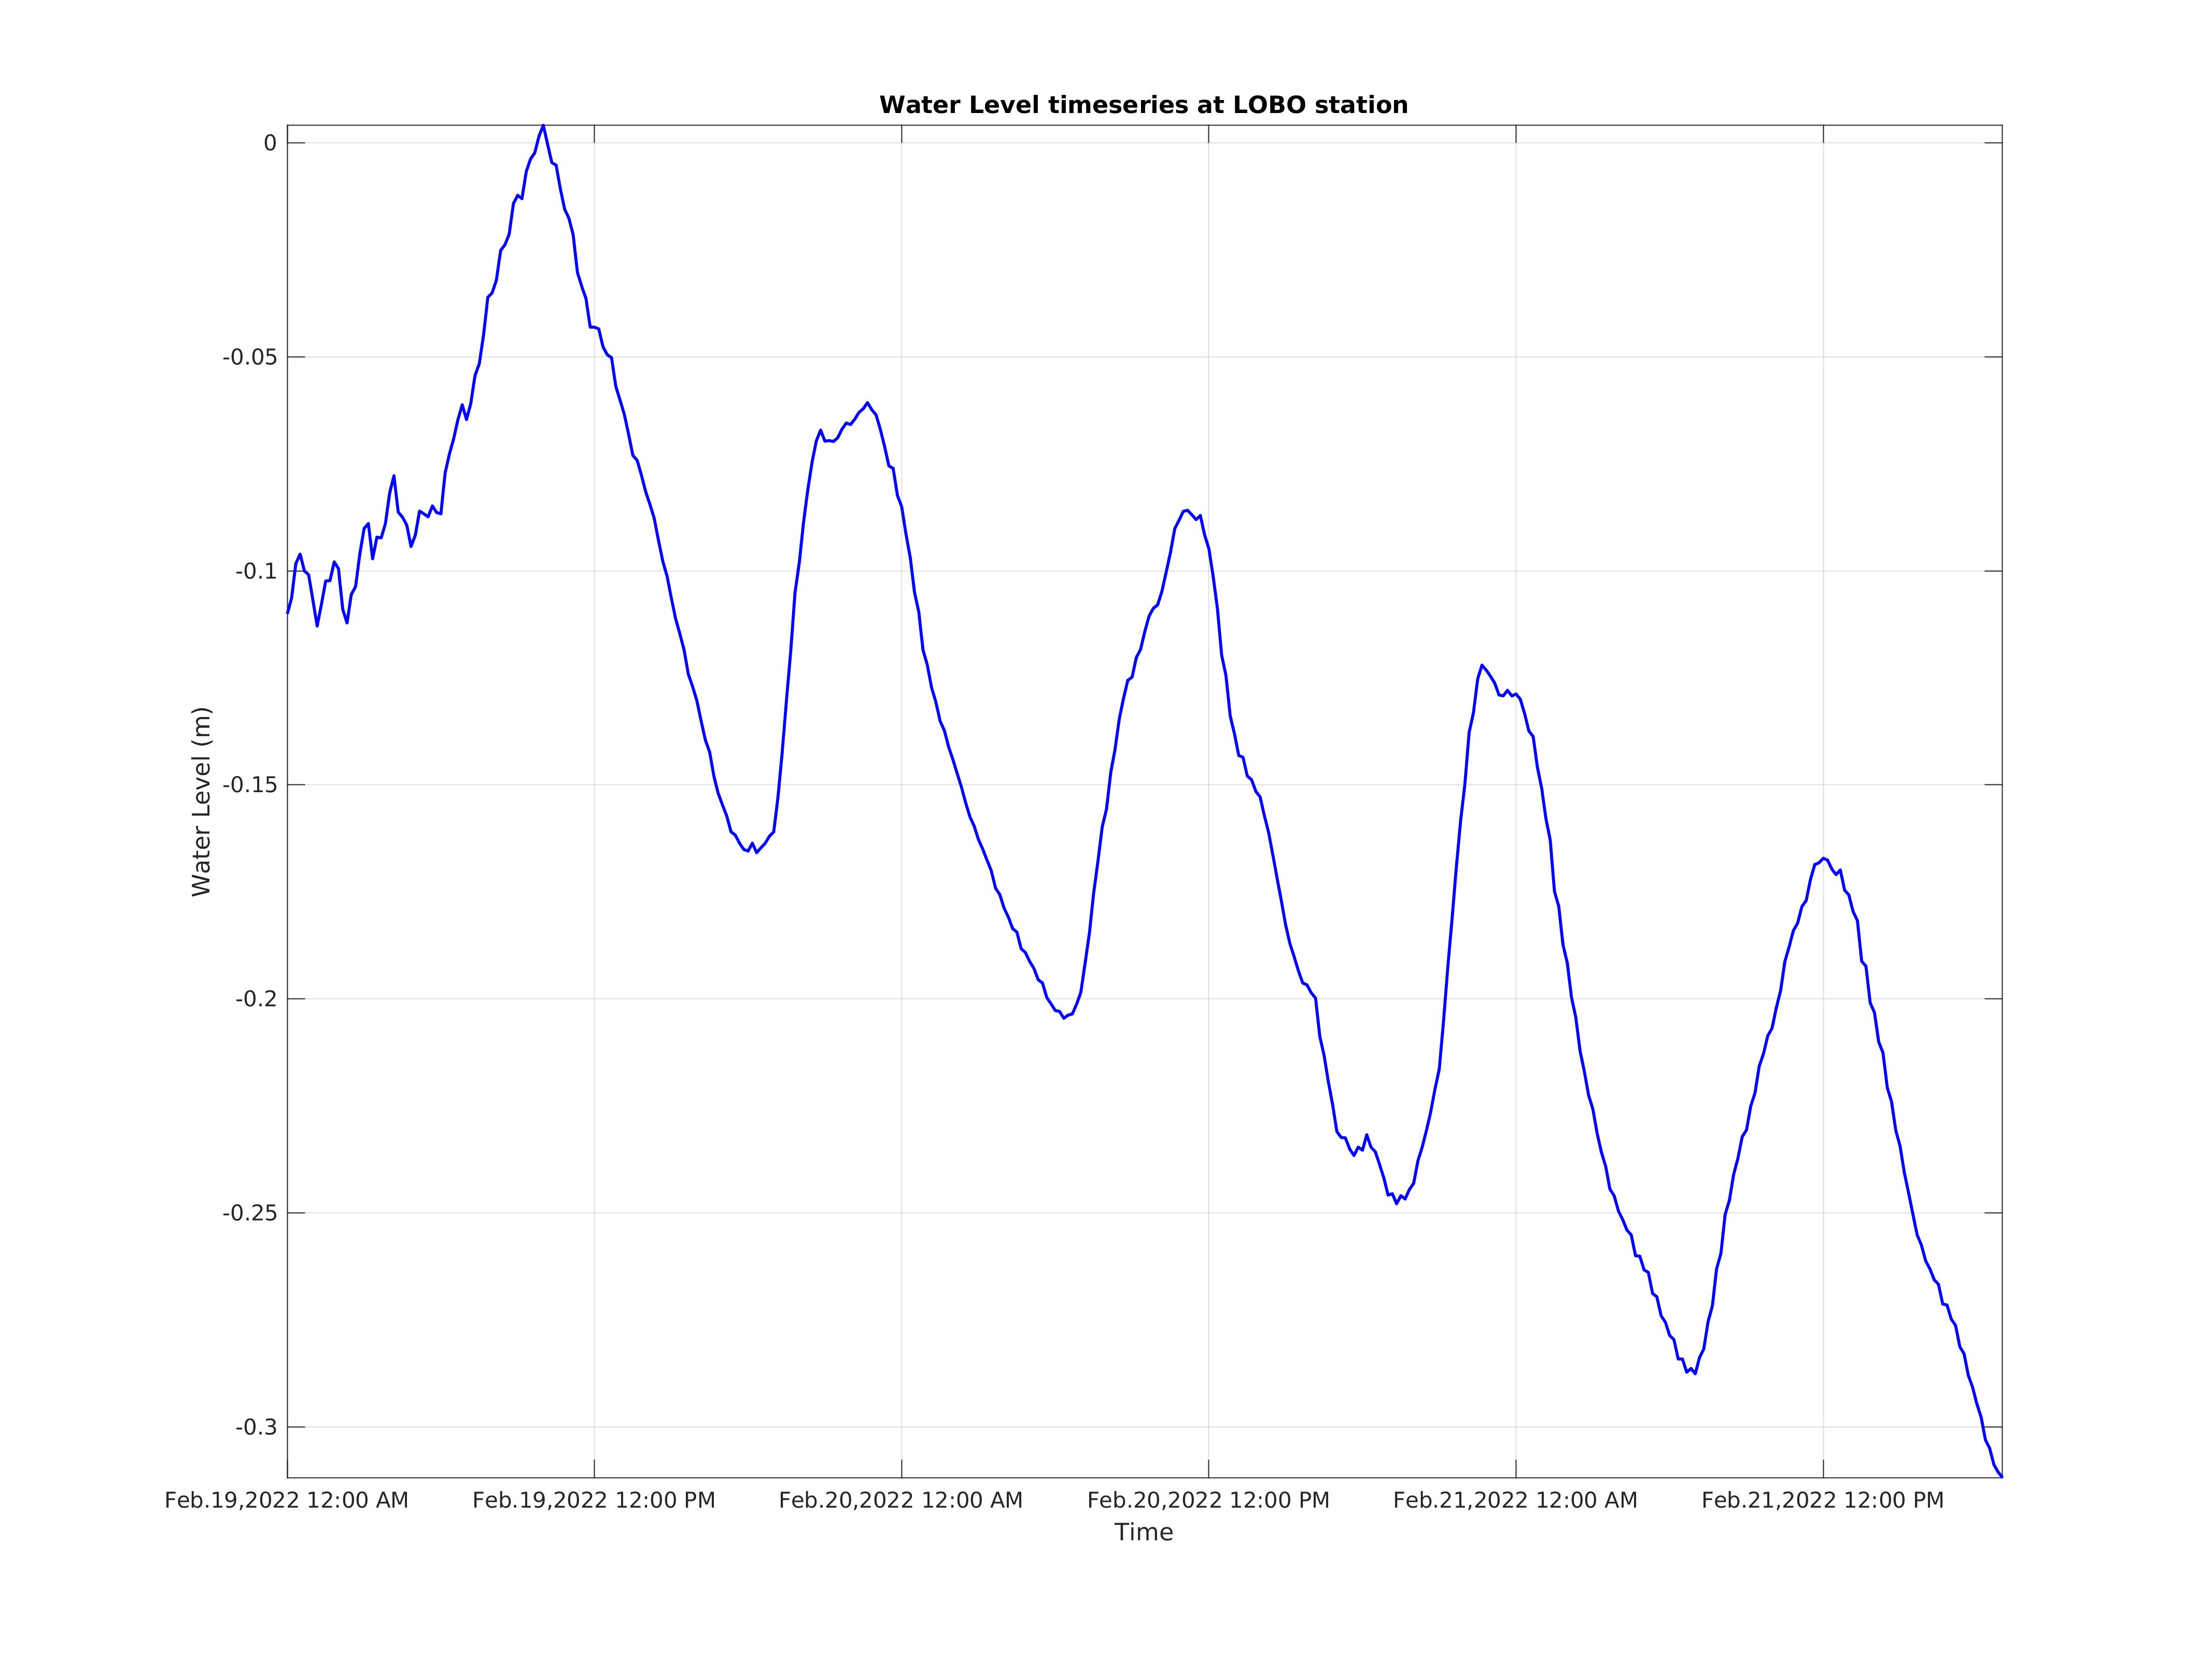 Water Level timeseries at LOBO station
0
-0.05
-0.1
-0.15
-0.2
-0.25
-0.3
Water Level (m)
Feb.19,2022 12:00 AM
Feb.19,2022 12:00 PM
Feb.20,2022 12:00 AM
Feb.20,2022 12:00 PM
Feb.21,2022 12:00 AM
Feb.21,2022 12:00 PM
Time